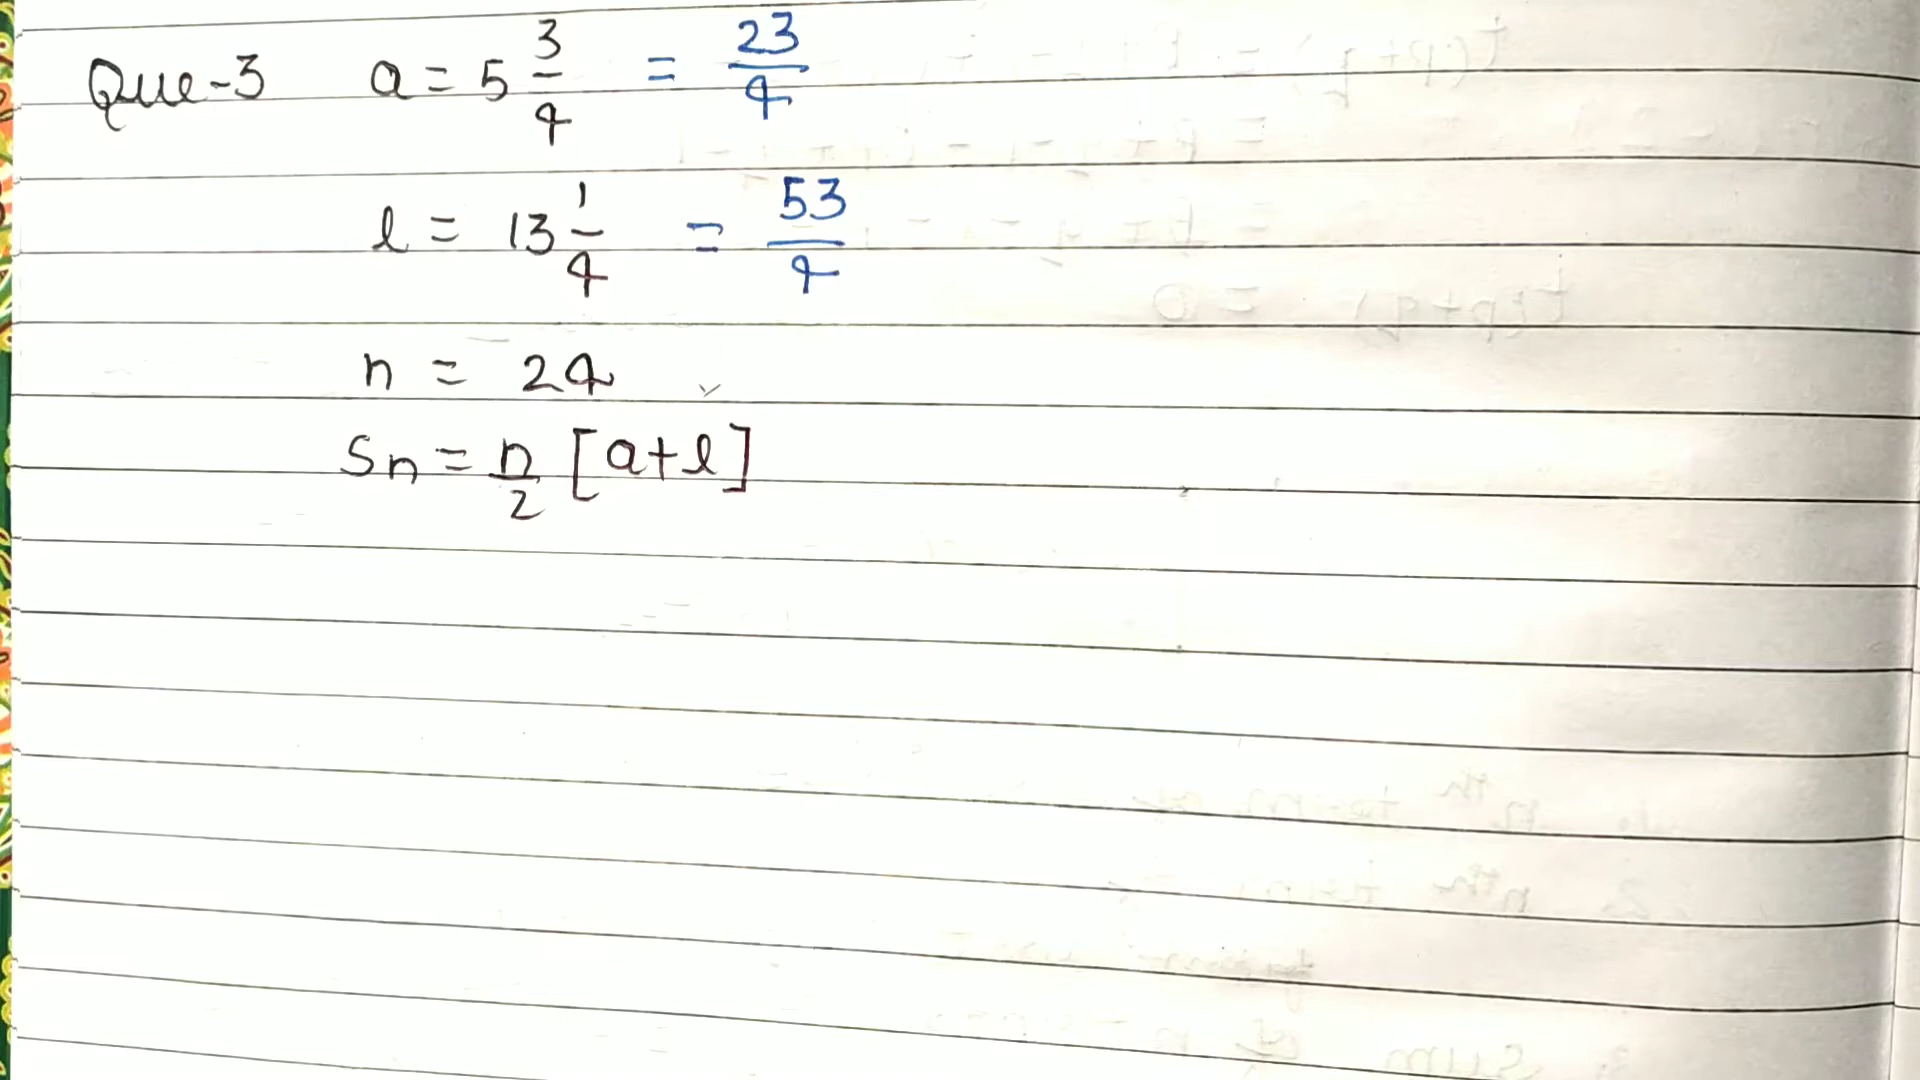 Que-3 a = 5 3/4 = 23/4
l = 13 1/4 = 53/4
n = 24
Sn = n/2 [a+l]